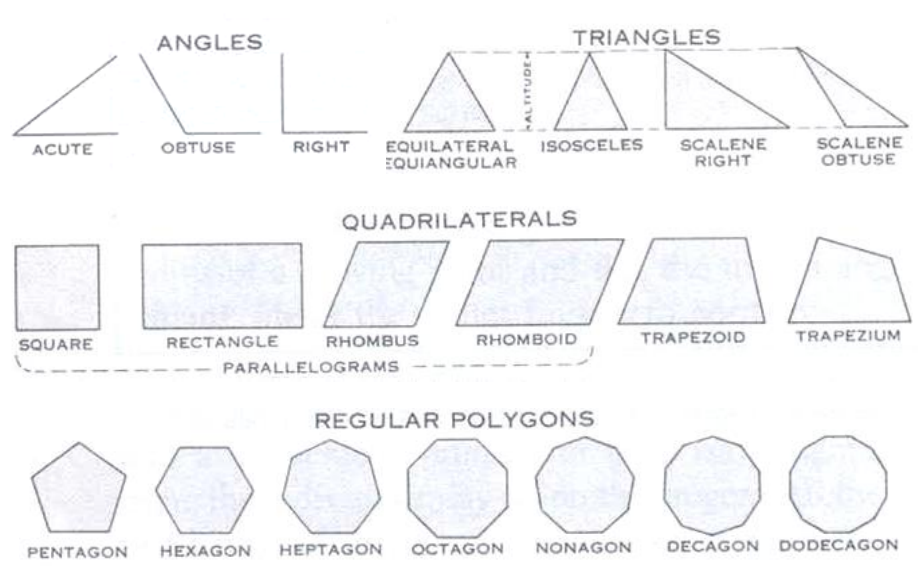 ANGLES
TRIANGLES
ALTITUDE
ACUTE
OBTUSE
RIGHT
EQUILATERAL
EQUIANGULAR
ISOSCELES
SCALENE
RIGHT
SCALENE
OBTUSE
QUADRILATERALS
SQUARE
RECTANGLE
RHOMBUS
RHOMBOID
TRAPEZOID
TRAPEZIUM
PARALLELOGRAMS
REGULAR POLYGONS
PENTAGON
HEXAGON
HEPTAGON
OCTAGON
NONAGON
DECAGON
DODECAGON